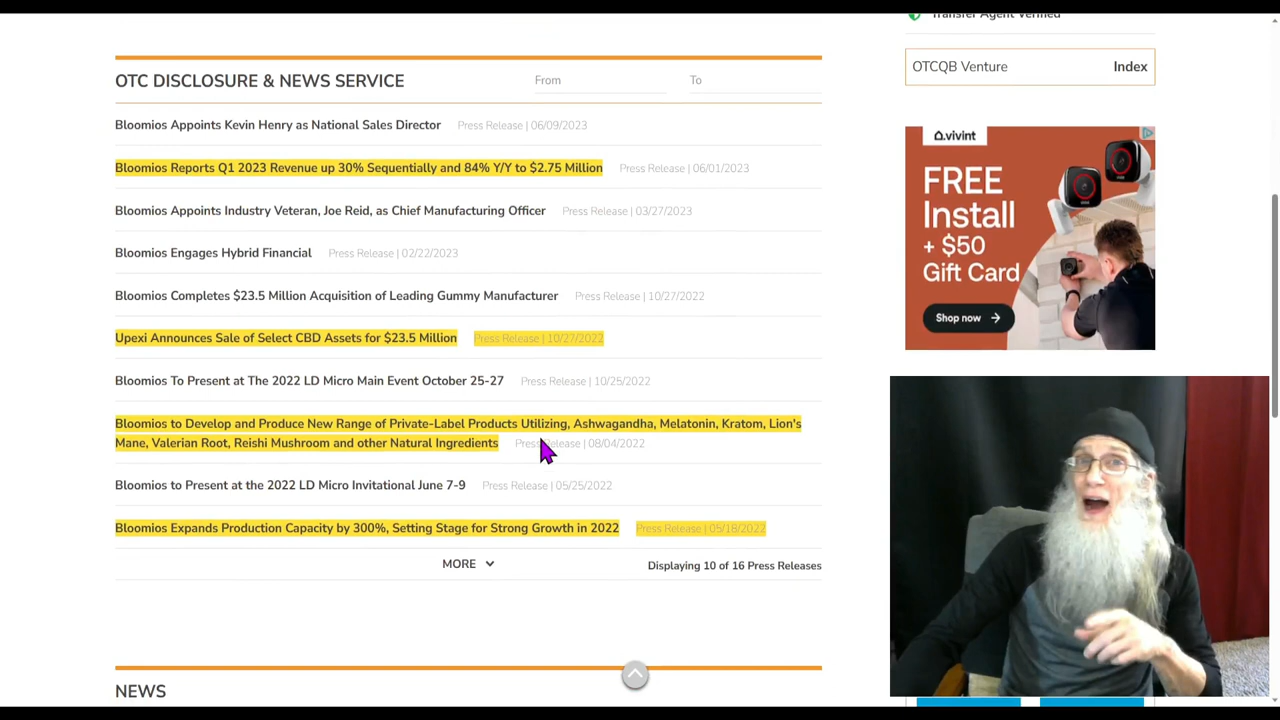 Transfer Agent Verified
OTC DISCLOSURE & NEWS SERVICE
From
To
OTCQB Venture
Index
Bloomios Appoints Kevin Henry as National Sales Director
Press Release | 06/09/2023
Bloomios Reports Q1 2023 Revenue up 30% Sequentially and 84% Y/Y to $2.75 Million
Press Release | 06/01/2023
Bloomios Appoints Industry Veteran, Joe Reid, as Chief Manufacturing Officer
Press Release | 03/27/2023
Bloomios Engages Hybrid Financial
Press Release | 02/22/2023
Bloomios Completes $23.5 Million Acquisition of Leading Gummy Manufacturer
Press Release | 10/27/2022
Upexi Announces Sale of Select CBD Assets for $23.5 Million
Press Release | 10/27/2022
Bloomios To Present at The 2022 LD Micro Main Event October 25-27
Press Release | 10/25/2022
Bloomios to Develop and Produce New Range of Private-Label Products Utilizing, Ashwagandha, Melatonin, Kratom, Lion's
Mane, Valerian Root, Reishi Mushroom and other Natural Ingredients
Press Release | 08/04/2022
Bloomios to Present at the 2022 LD Micro Invitational June 7-9
Press Release | 05/25/2022
Bloomios Expands Production Capacity by 300%, Setting Stage for Strong Growth in 2022
Press Release | 05/18/2022
MORE
Displaying 10 of 16 Press Releases
NEWS
vivint
FREE
Install
+ $50
Gift Card
Shop now